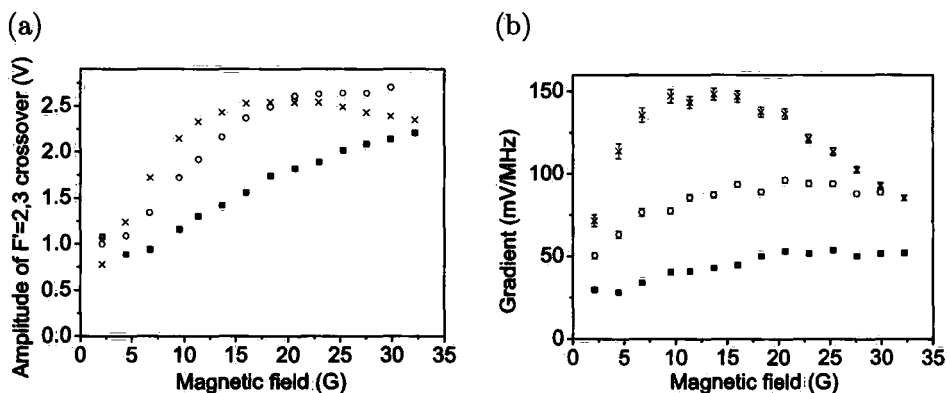 (a)
Amplitude of F'=2,3 crossover (V)
2.5
2.0
1.5
1.0
0.5
0.0
0 5 10 15 20 25 30 35
Magnetic field (G)
(b)
Gradient (mV/MHz)
150
100
50
0
0 5 10 15 20 25 30 35
Magnetic field (G)